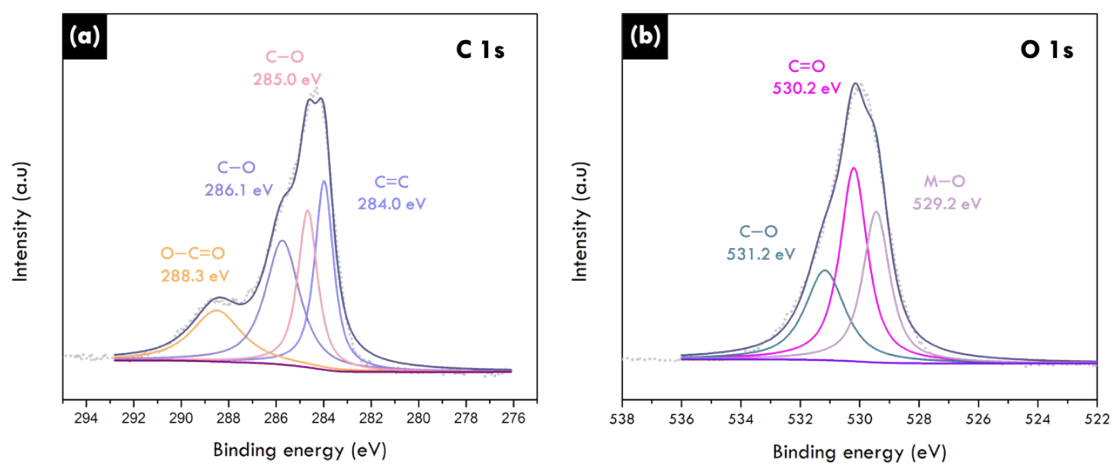 (a)
C 1s
C–O
285.0 eV
C–O
286.1 eV
C=C
284.0 eV
O–C=O
288.3 eV
Intensity (a.u)
294 292 290 288 286 284 282 280 278 276
Binding energy (eV)
(b)
O 1s
C=O
530.2 eV
M–O
529.2 eV
C–O
531.2 eV
Intensity (a.u)
538 536 534 532 530 528 526 524 522
Binding energy (eV)